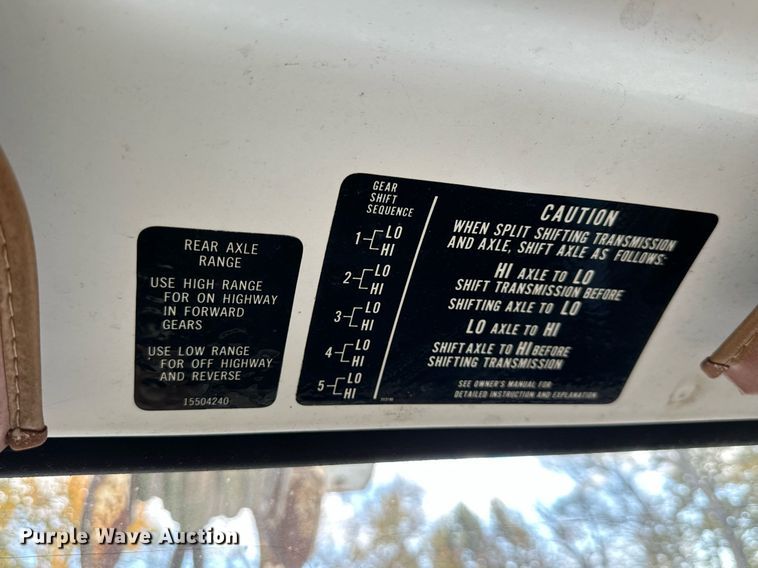 REAR AXLE
RANGE
USE HIGH RANGE
FOR ON HIGHWAY
IN FORWARD
GEARS
USE LOW RANGE
FOR OFF HIGHWAY
AND REVERSE
15504240
GEAR
SHIFT
SEQUENCE
1 LO
HI
2 LO
HI
3 LO
HI
4 LO
HI
5 LO
HI
CAUTION
WHEN SPLIT SHIFTING TRANSMISSION
AND AXLE, SHIFT AXLE AS FOLLOWS:
HI AXLE TO LO
SHIFT TRANSMISSION BEFORE
SHIFTING AXLE TO LO
LO AXLE TO HI
SHIFT AXLE TO HI BEFORE
SHIFTING TRANSMISSION
SEE OWNER'S MANUAL FOR
DETAILED INSTRUCTION AND EXPLANATION
Purple Wave Auction